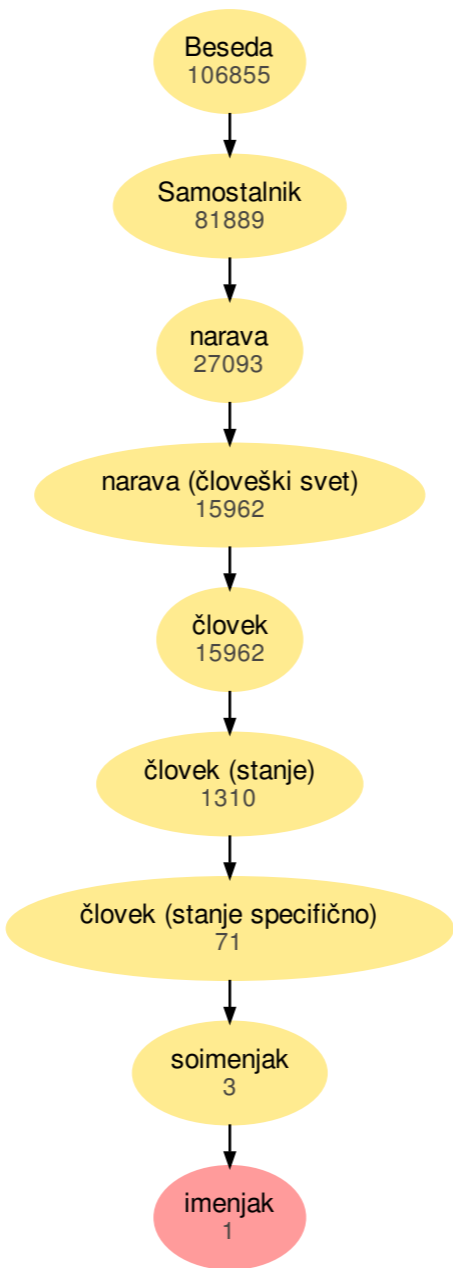 Beseda
106855
Samostalnik
81889
narava
27093
narava (človeški svet)
15962
človek
15962
človek (stanje)
1310
človek (stanje specifično)
71
soimenjak
3
imenjak
1